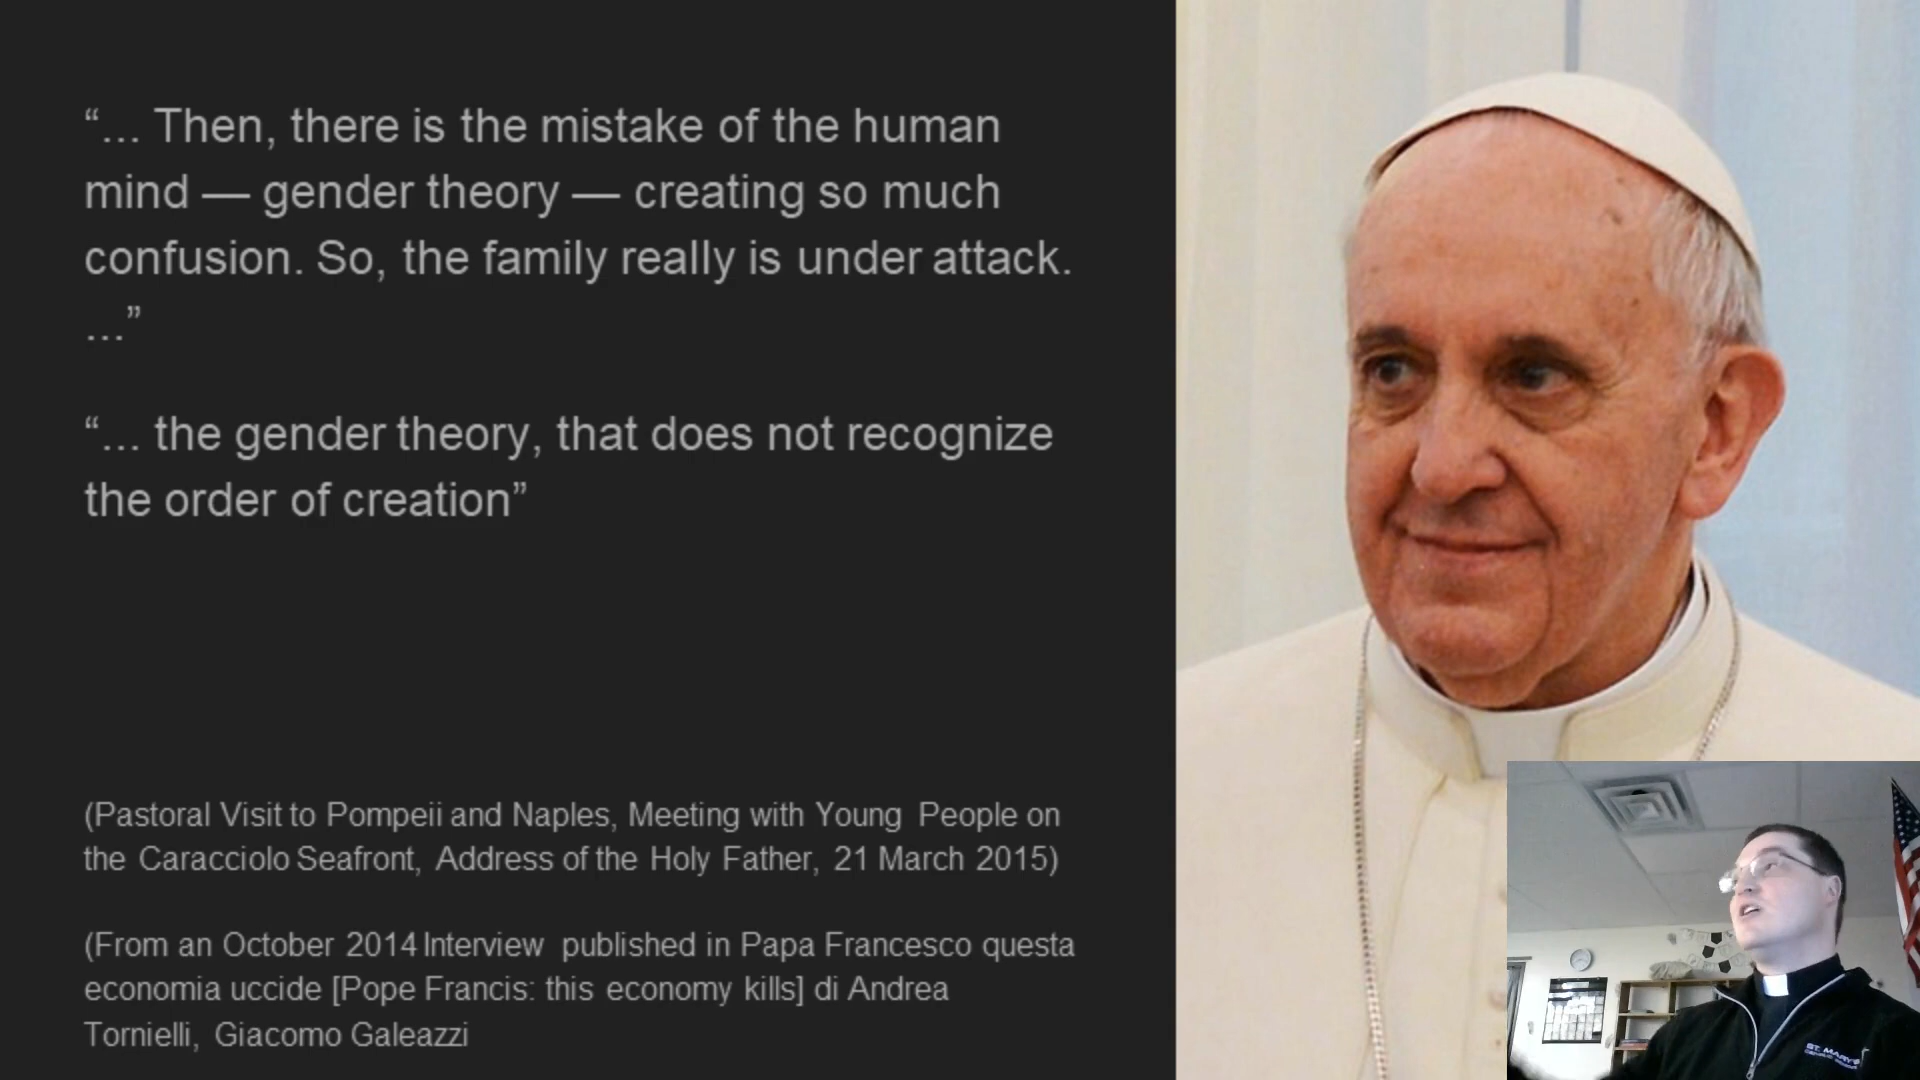 “... Then, there is the mistake of the human
mind — gender theory — creating so much
confusion. So, the family really is under attack.
...”
“... the gender theory, that does not recognize
the order of creation”
(Pastoral Visit to Pompeii and Naples, Meeting with Young People on
the Caracciolo Seafront, Address of the Holy Father, 21 March 2015)
(From an October 2014 Interview published in Papa Francesco questa
economia uccide [Pope Francis: this economy kills] di Andrea
Tornielli, Giacomo Galeazzi
ST. MARY'S